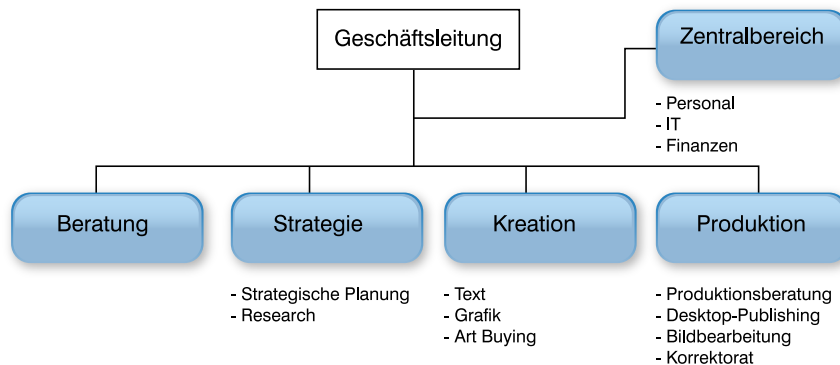 Geschäftsleitung
Zentralbereich
- Personal
- IT
- Finanzen
Beratung
Strategie
- Strategische Planung
- Research
Kreation
- Text
- Grafik
- Art Buying
Produktion
- Produktionsberatung
- Desktop-Publishing
- Bildbearbeitung
- Korrektorat